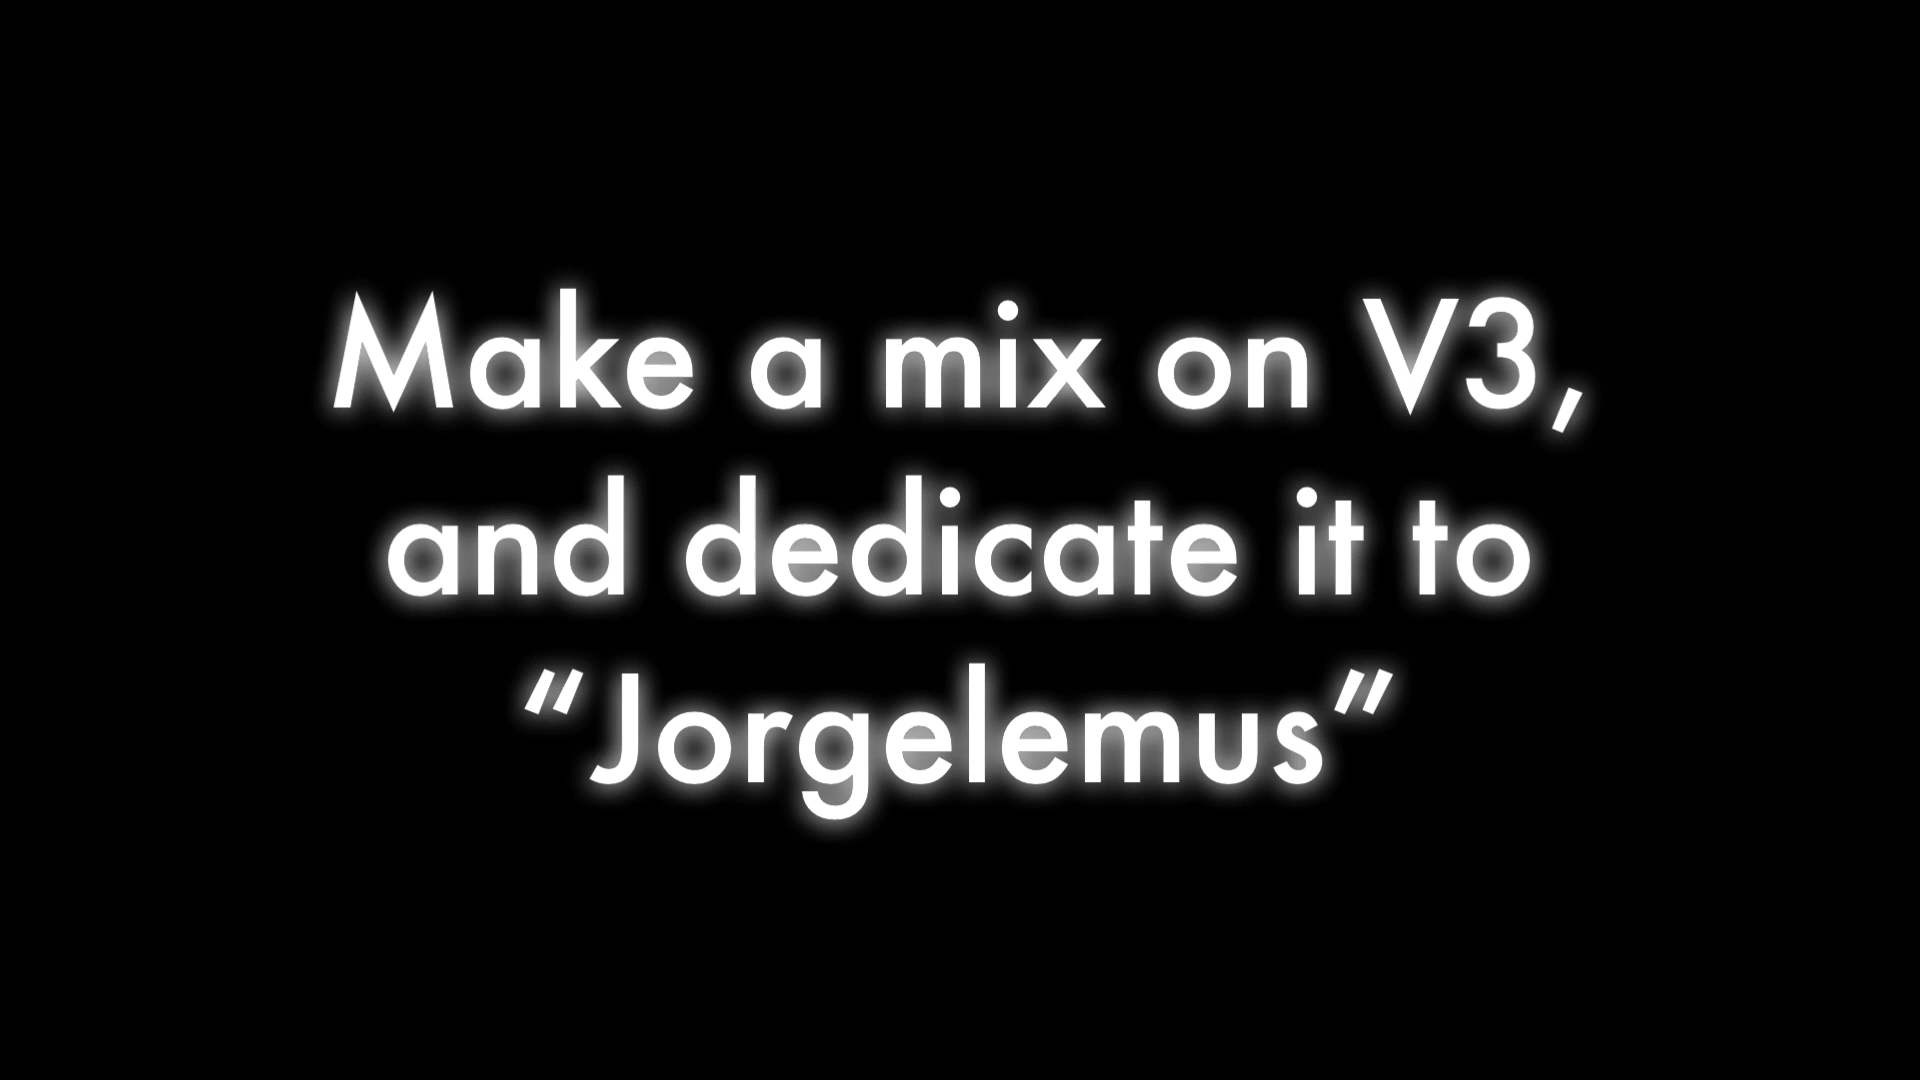 Make a mix on V3,
and dedicate it to
“Jorgelemus”